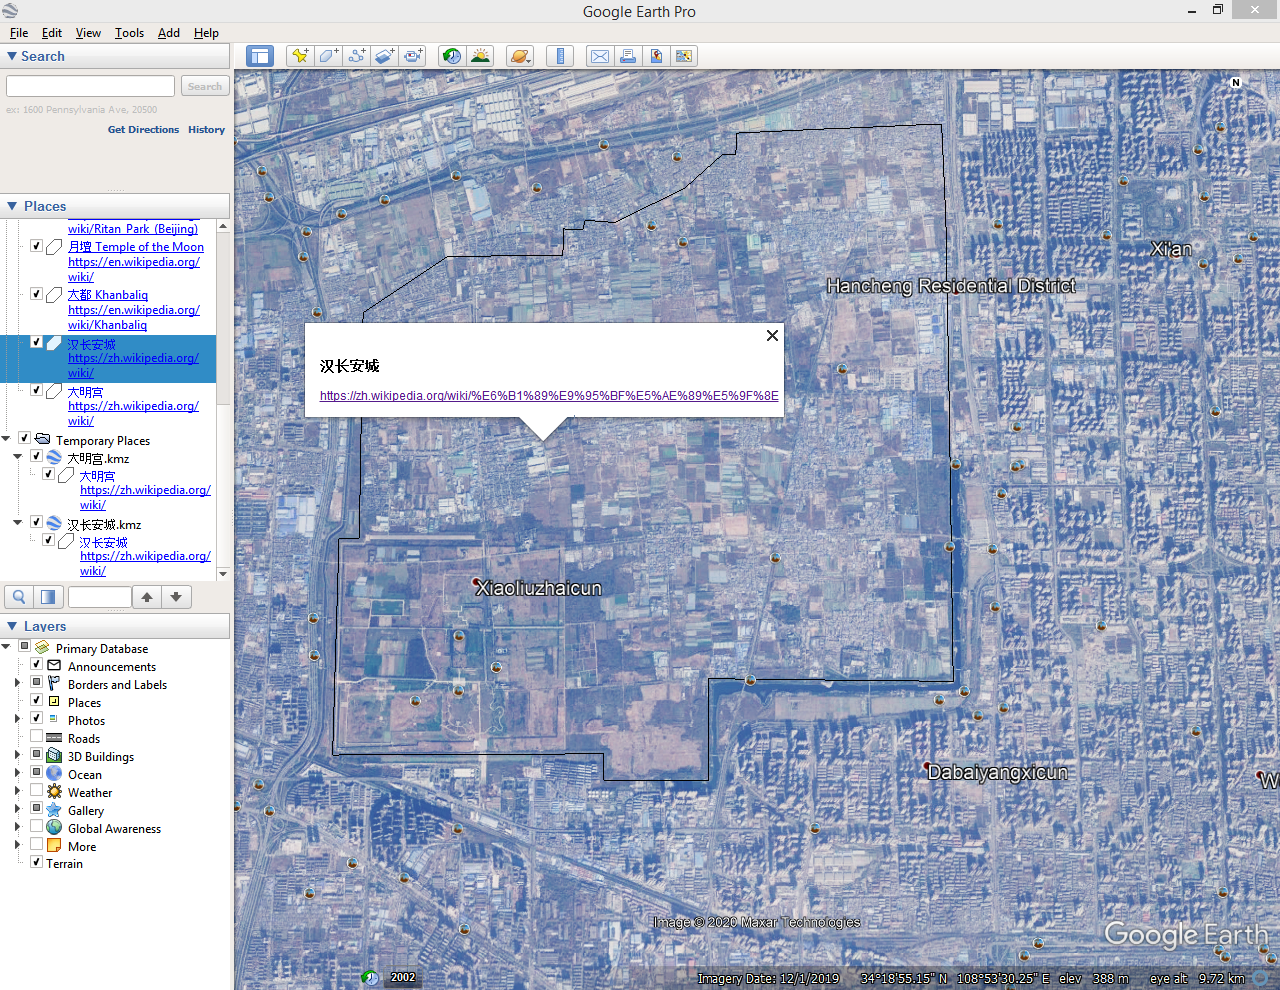 Google Earth Pro
File Edit View Tools Add Help
Search
Search
ex: 1600 Pennsylvania Ave, 20500
Get Directions History
Places
wiki/Ritan_Park_(Beijing)
月壇 Temple of the Moon
https://en.wikipedia.org/
wiki/
大都 Khanbaliq
https://en.wikipedia.org/
wiki/Khanbaliq
汉长安城
https://zh.wikipedia.org/
wiki/
大明宫
https://zh.wikipedia.org/
wiki/
Temporary Places
大明宫.kmz
大明宫
https://zh.wikipedia.org/
wiki/
汉长安城.kmz
汉长安城
https://zh.wikipedia.org/
wiki/
Layers
Primary Database
Announcements
Borders and Labels
Places
Photos
Roads
3D Buildings
Ocean
Weather
Gallery
Global Awareness
More
Terrain
N
Xi'an
Hancheng Residential District
汉长安城
https://zh.wikipedia.org/wiki/%E6%B1%89%E9%95%BF%E5%AE%89%E5%9F%8E
Xiaoliuzhaicun
Dabaiyangxicun
W
Image © 2020 Maxar Technologies
Google Earth
2002
Imagery Date: 12/1/2019 34°18'55.15" N 108°53'30.25" E elev 388 m eye alt 9.72 km